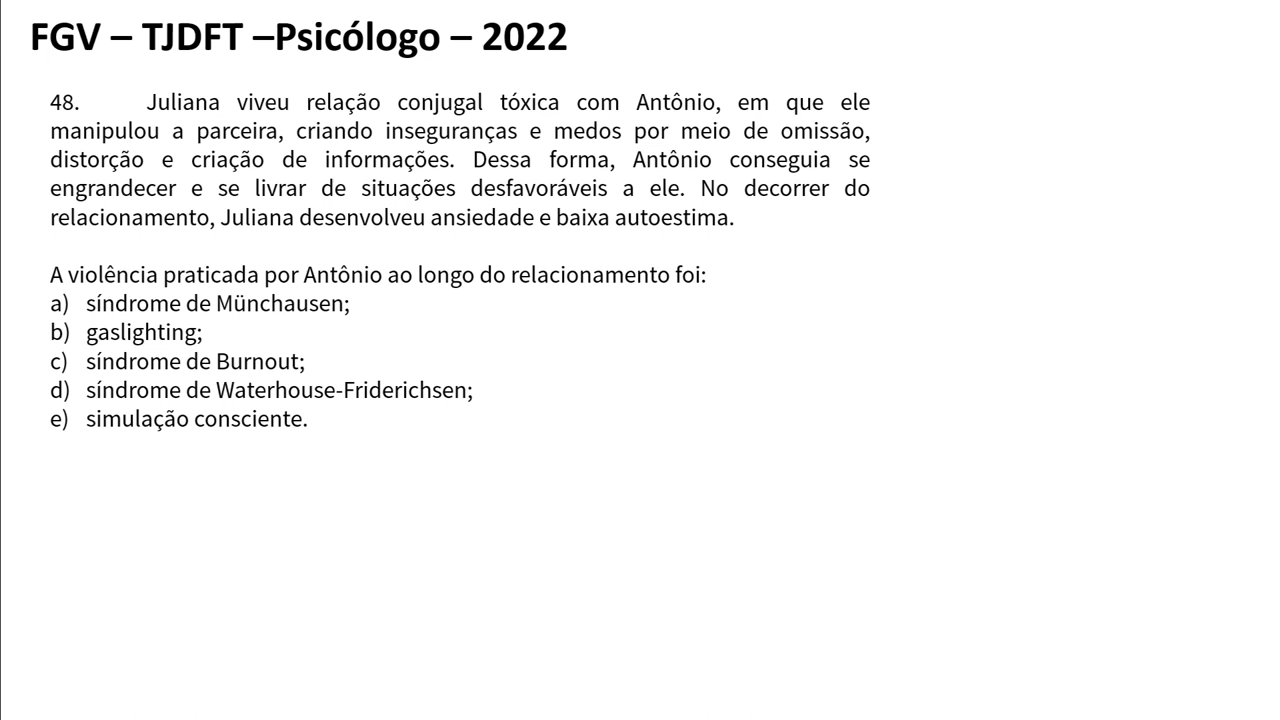 FGV – TJDFT –Psicólogo – 2022
48. Juliana viveu relação conjugal tóxica com Antônio, em que ele
manipulou a parceira, criando inseguranças e medos por meio de omissão,
distorção e criação de informações. Dessa forma, Antônio conseguia se
engrandecer e se livrar de situações desfavoráveis a ele. No decorrer do
relacionamento, Juliana desenvolveu ansiedade e baixa autoestima.
A violência praticada por Antônio ao longo do relacionamento foi:
a) síndrome de Münchausen;
b) gaslighting;
c) síndrome de Burnout;
d) síndrome de Waterhouse-Friderichsen;
e) simulação consciente.